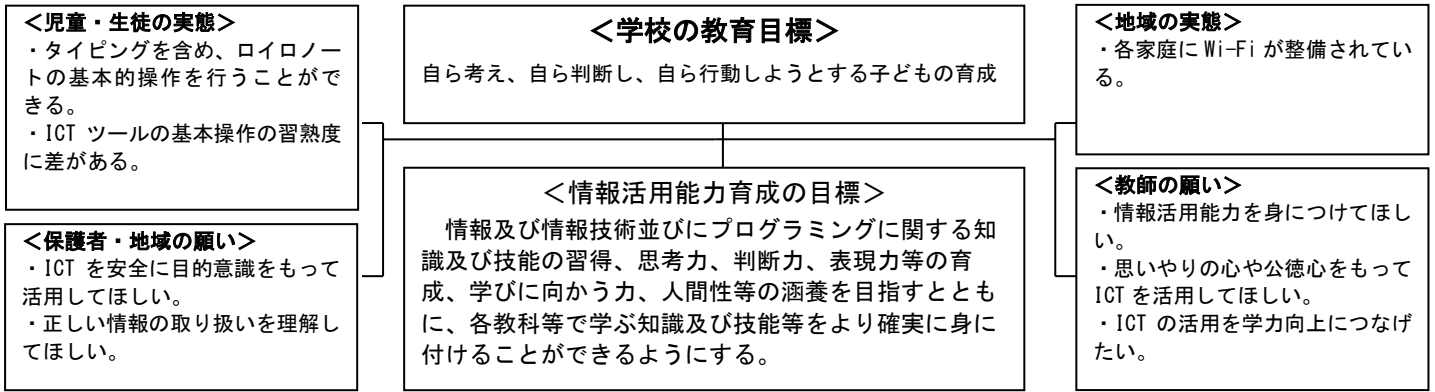 ＜児童・生徒の実態＞
・タイピングを含め、ロイロノー
トの基本的操作を行うことがで
きる。
・ICT ツールの基本操作の習熟度
に差がある。
＜保護者・地域の願い＞
・ICT を安全に目的意識をもって
活用してほしい。
・正しい情報の取り扱いを理解し
てほしい。
＜学校の教育目標＞
自ら考え、自ら判断し、自ら行動しようとする子どもの育成
＜情報活用能力育成の目標＞
情報及び情報技術並びにプログラミングに関する知
識及び技能の習得、思考力、判断力、表現力等の育
成、学びに向かう力、人間性等の涵養を目指すととも
に、各教科等で学ぶ知識及び技能等をより確実に身に
付けることができるようにする。
＜地域の実態＞
・各家庭に Wi-Fi が整備されてい
る。
＜教師の願い＞
・情報活用能力を身につけてほし
い。
・思いやりの心や公徳心をもって
ICT を活用してほしい。
・ICT の活用を学力向上につなげ
たい。